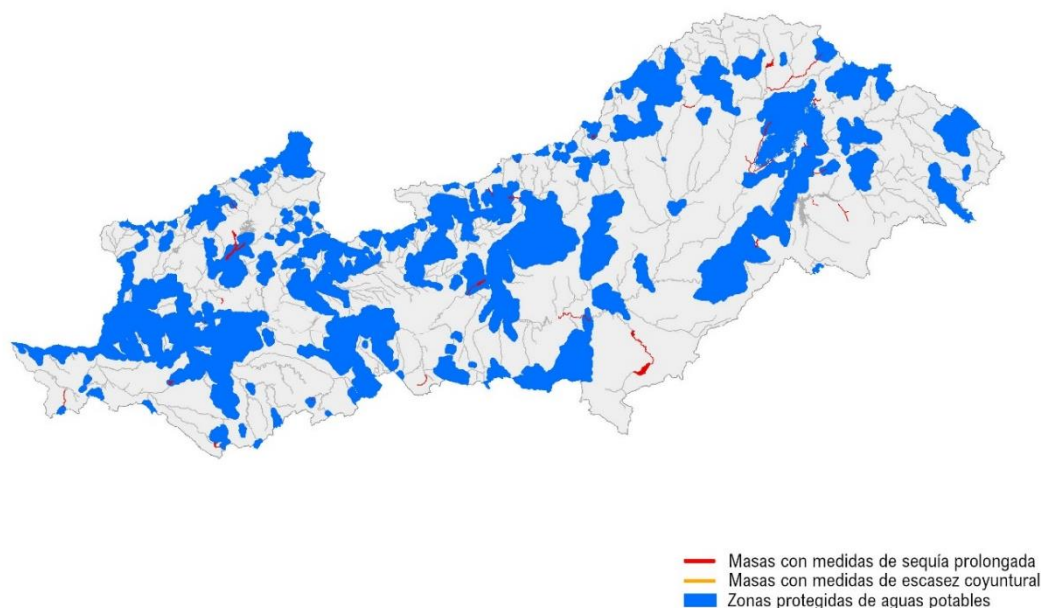 Masas con medidas de sequía prolongada
Masas con medidas de escasez coyuntural
Zonas protegidas de aguas potables